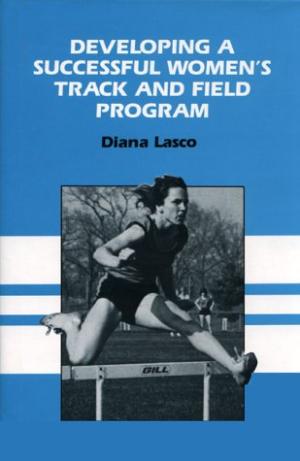 DEVELOPING A
SUCCESSFUL WOMEN'S
TRACK AND FIELD
PROGRAM
Diana Lasco
GILL